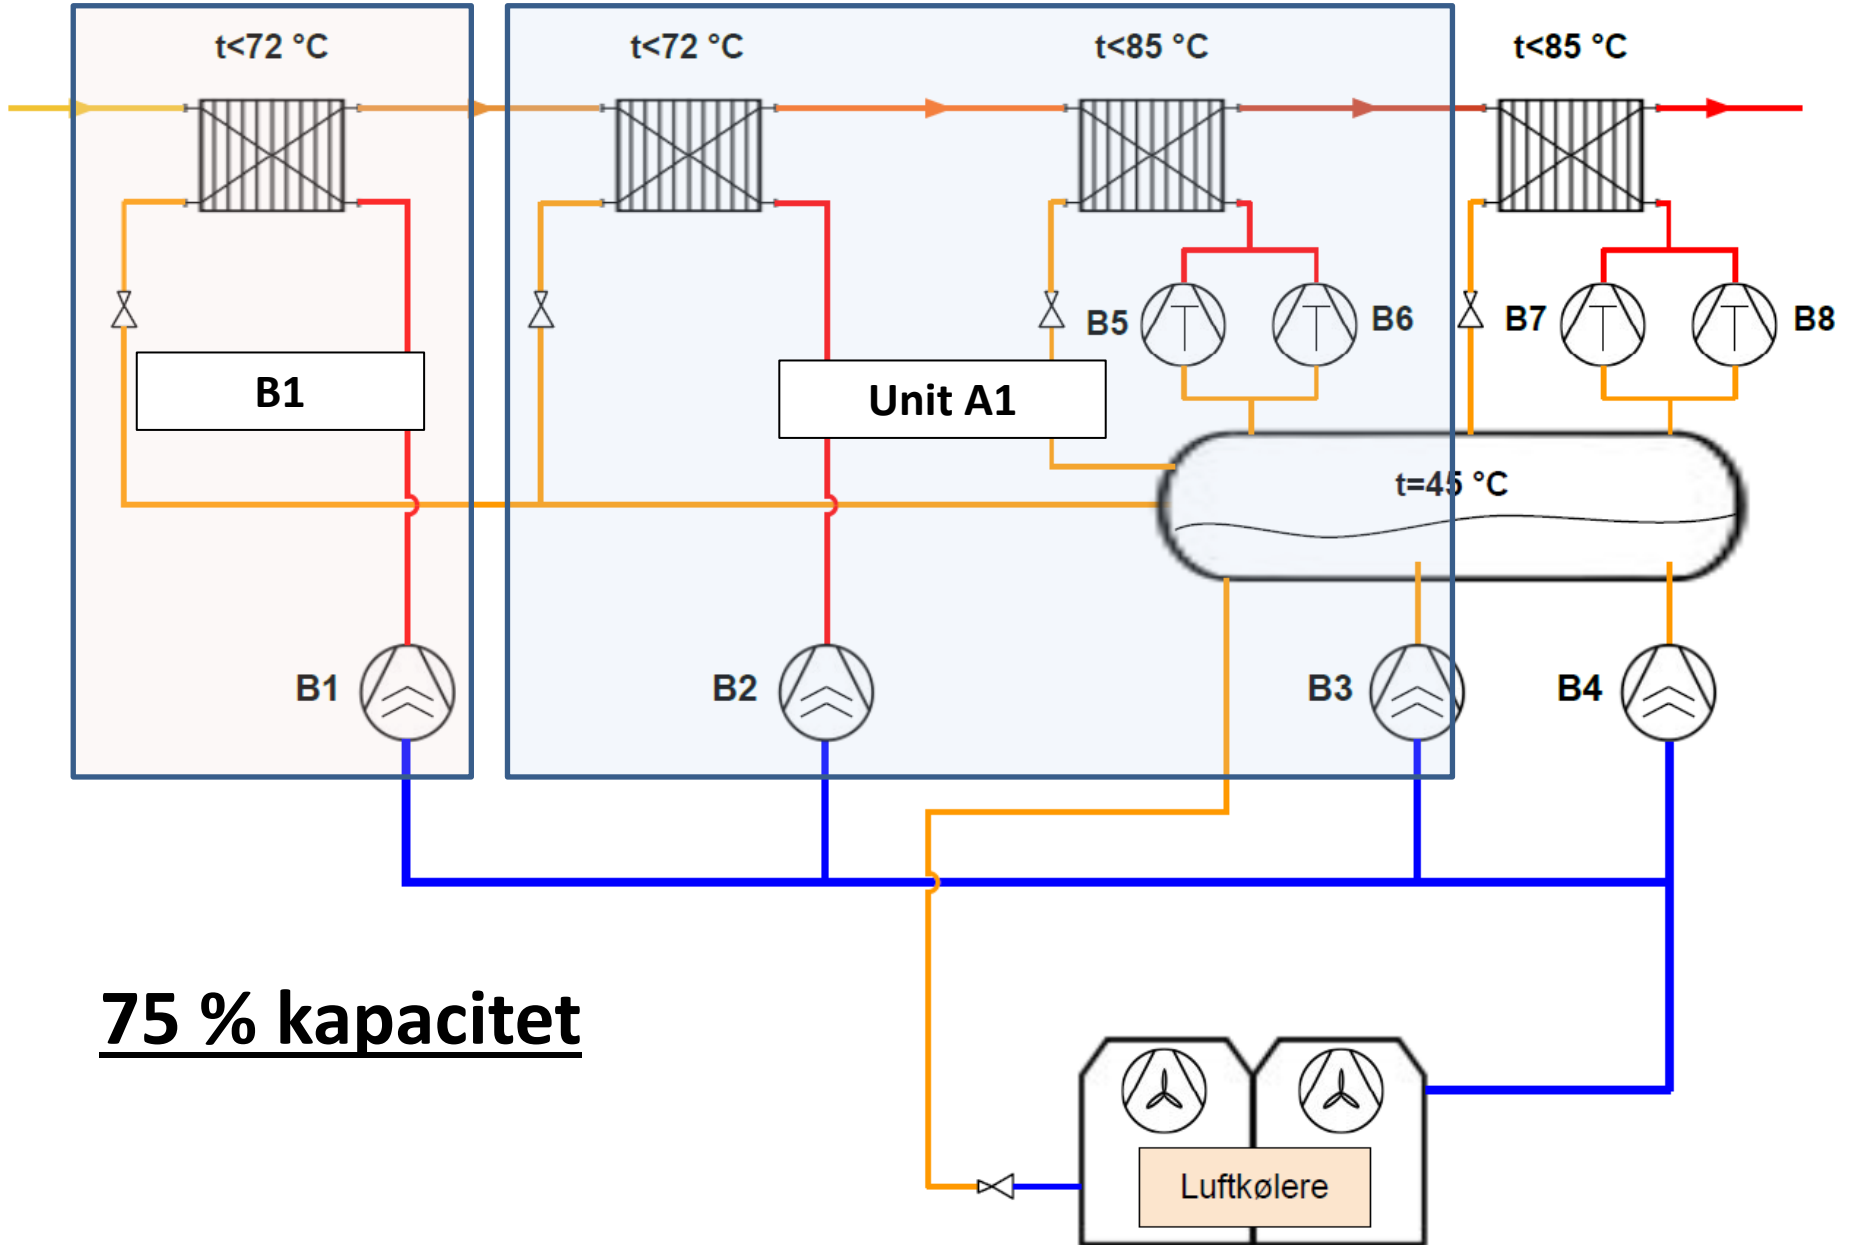 t<72 °C
t<72 °C
t<85 °C
t<85 °C
B5
B6
B7
B8
B1
Unit A1
t=45 °C
B1
B2
B3
B4
75 % kapacitet
Luftkølere